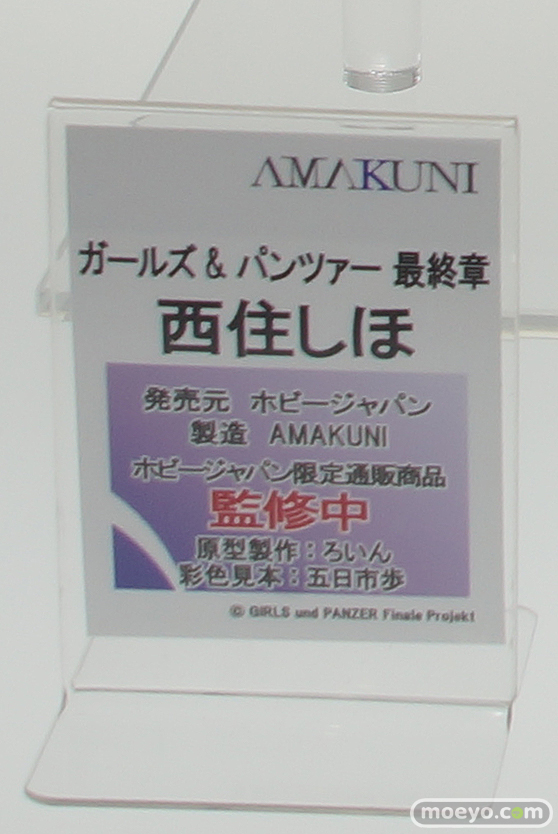 AMAKUNI
ガールズ & パンツァー 最終章
西住しほ
発売元 ホビージャパン
製造 AMAKUNI
ホビージャパン限定通販商品
監修中
原型製作：ろいん
彩色見本：五日市歩
© GIRLS und PANZER Finale Projekt
moeyo.com